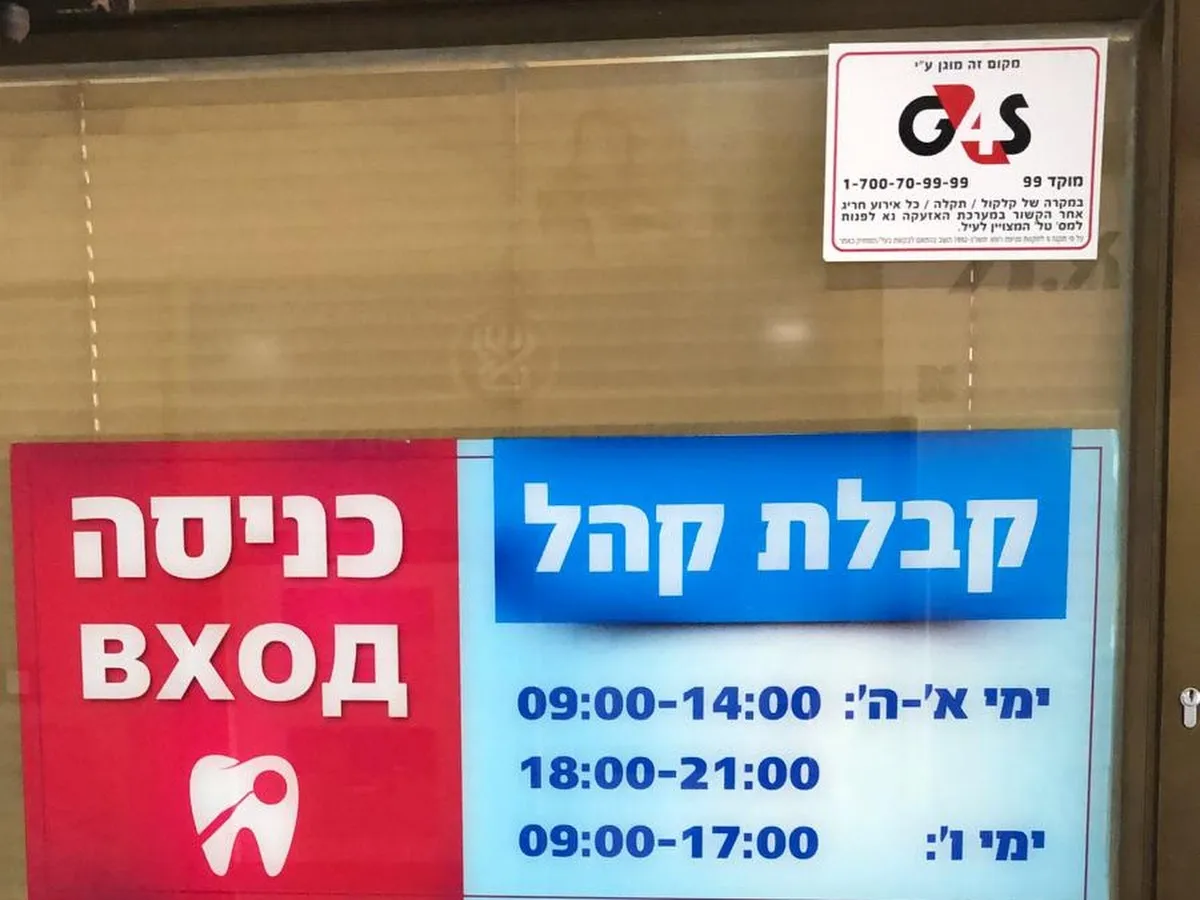 מקום זה מוגן ע"י
G4S
מוקד 99 1-700-70-99-99
במקרה של קלקול / תקלה / כל אירוע חריג
אחר הקשור במערכת האזעקה נא לפנות
למס' טל' המצויין לעיל.
כניסה
ВХОД
קבלת קהל
ימי א'-ה': 09:00-14:00
18:00-21:00
ימי ו': 09:00-17:00